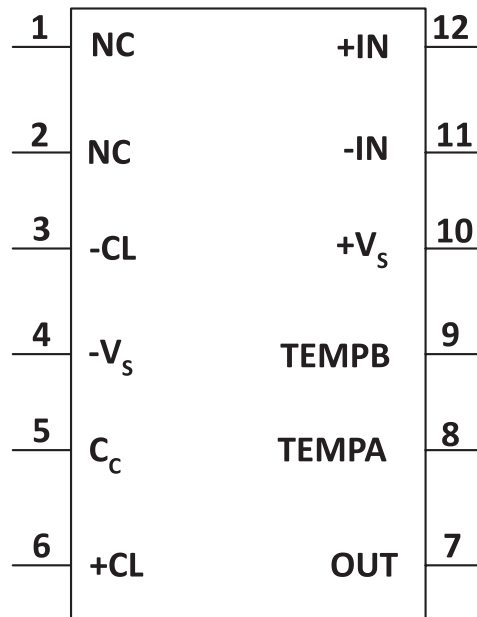 1 NC +IN 12
2 NC -IN 11
3 -CL +VS 10
4 -VS TEMPB 9
5 CC TEMPA 8
6 +CL OUT 7